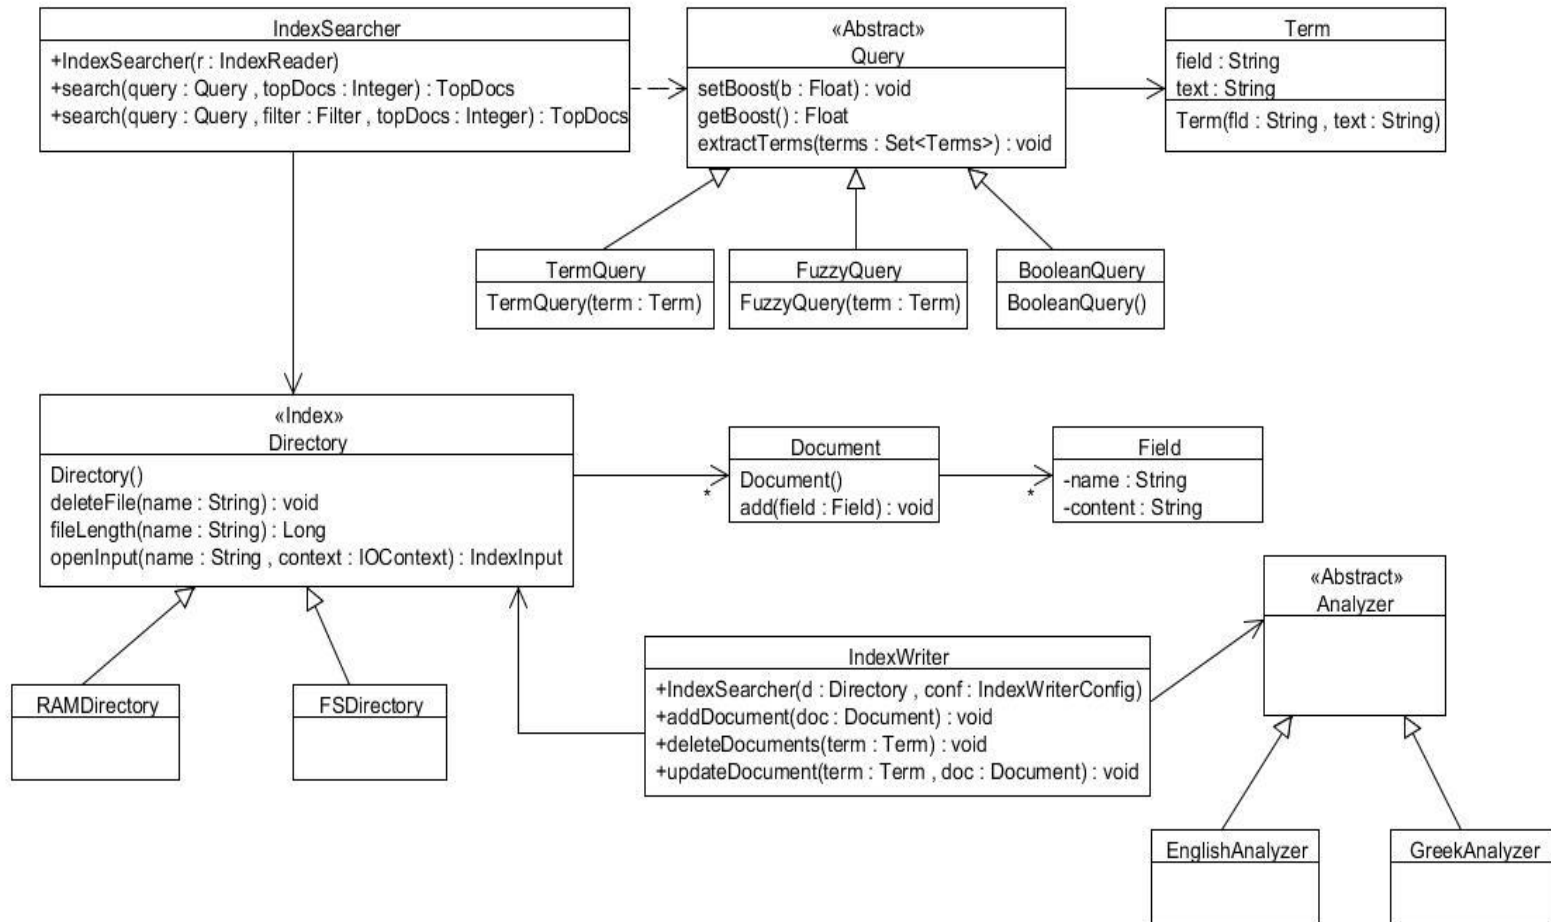 IndexSearcher
+IndexSearcher(r : IndexReader)
+search(query : Query , topDocs : Integer) : TopDocs
+search(query : Query , filter : Filter , topDocs : Integer) : TopDocs
«Abstract»
Query
setBoost(b : Float) : void
getBoost() : Float
extractTerms(terms : Set<Terms>) : void
Term
field : String
text : String
Term(fld : String , text : String)
TermQuery
TermQuery(term : Term)
FuzzyQuery
FuzzyQuery(term : Term)
BooleanQuery
BooleanQuery()
«Index»
Directory
Directory()
deleteFile(name : String) : void
fileLength(name : String) : Long
openInput(name : String , context : IOContext) : IndexInput
*
Document
Document()
add(field : Field) : void
*
Field
-name : String
-content : String
«Abstract»
Analyzer
RAMDirectory
FSDirectory
IndexWriter
+IndexSearcher(d : Directory , conf : IndexWriterConfig)
+addDocument(doc : Document) : void
+deleteDocuments(term : Term) : void
+updateDocument(term : Term , doc : Document) : void
EnglishAnalyzer
GreekAnalyzer